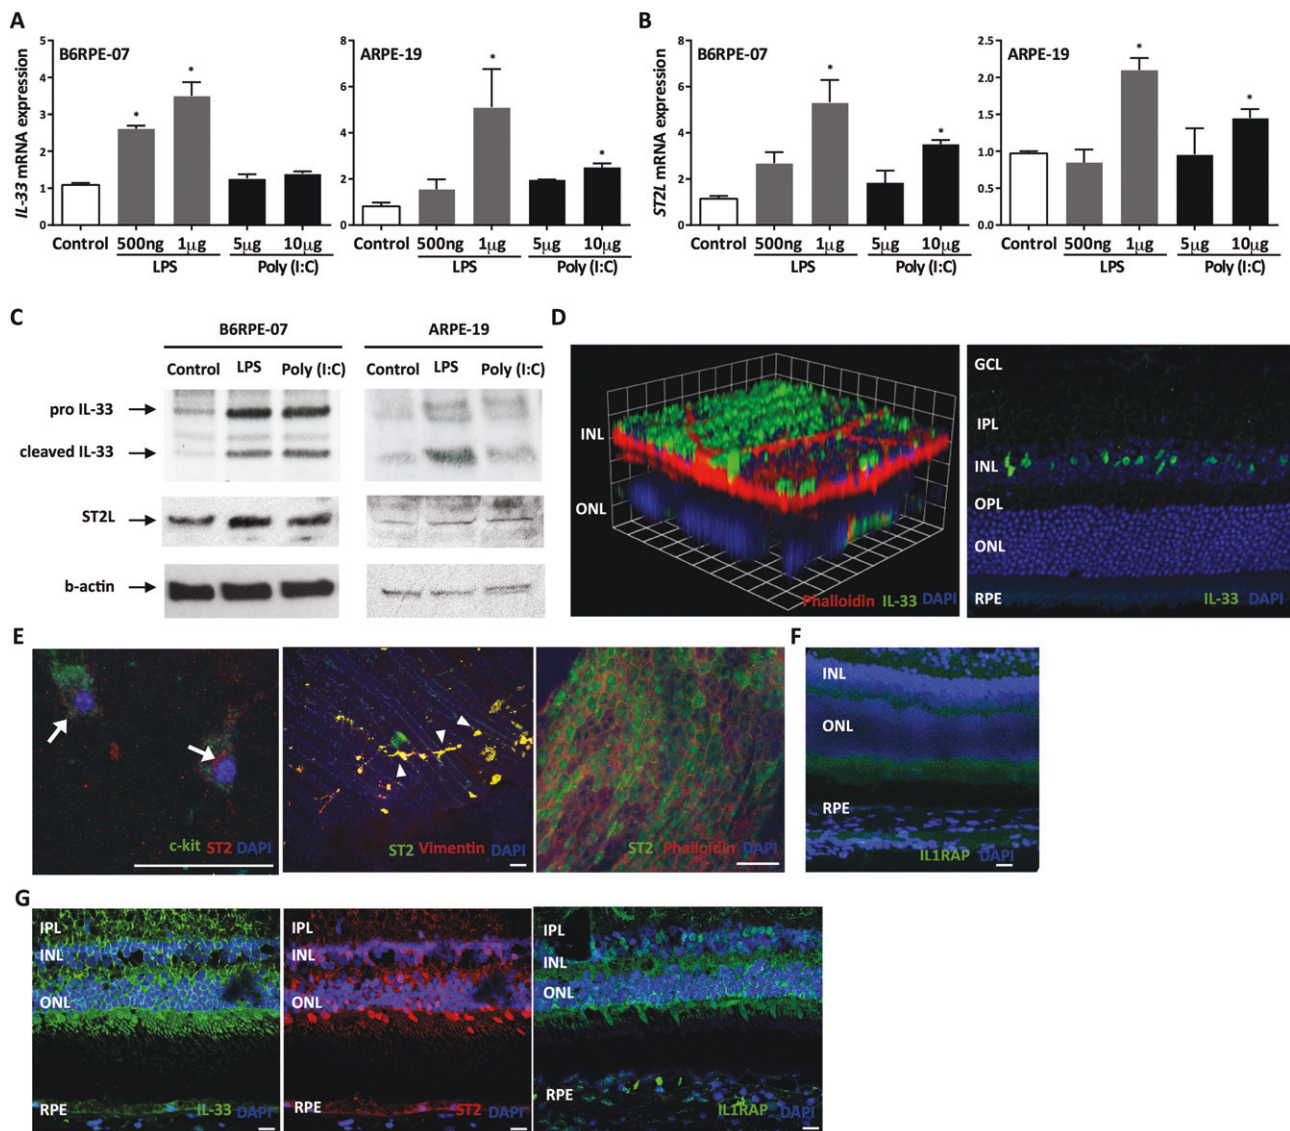 A
B
B6RPE-07
ARPE-19
B6RPE-07
ARPE-19
IL-33 mRNA expression
ST2L mRNA expression
5
4
3
2
1
0
8
6
4
2
0
8
6
4
2
0
2.5
2.0
1.5
1.0
0.5
0.0
* * * * * * * *
Control 500ng 1µg 5µg 10µg
LPS Poly (I:C)
Control 500ng 1µg 5µg 10µg
LPS Poly (I:C)
Control 500ng 1µg 5µg 10µg
LPS Poly (I:C)
Control 500ng 1µg 5µg 10µg
LPS Poly (I:C)
C
B6RPE-07 ARPE-19
Control LPS Poly (I:C) Control LPS Poly (I:C)
pro IL-33
cleaved IL-33
ST2L
b-actin
D
INL
ONL
Phalloidin IL-33 DAPI
GCL
IPL
INL
OPL
ONL
RPE
IL-33 DAPI
E
c-kit ST2 DAPI
ST2 Vimentin DAPI
ST2 Phalloidin DAPI
F
INL
ONL
RPE
IL1RAP DAPI
G
IPL
INL
ONL
RPE
IL-33 DAPI
IPL
INL
ONL
RPE
ST2 DAPI
IPL
INL
ONL
RPE
IL1RAP DAPI